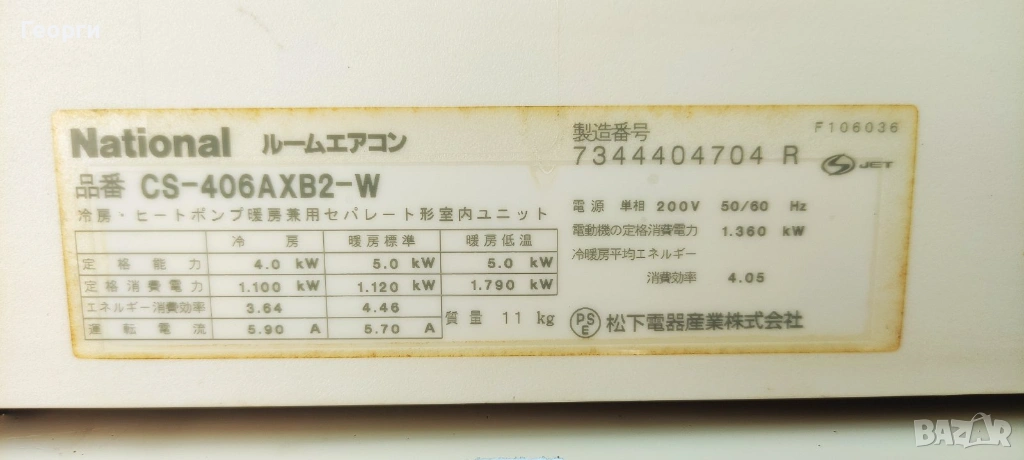 Георги
National ルームエアコン
品番 CS-406AXB2-W
冷房・ヒートポンプ暖房兼用セパレート形室内ユニット
冷房 暖房標準 暖房低温
定格能力 4.0 kW 5.0 kW 5.0 kW
定格消費電力 1.100 kW 1.120 kW 1.790 kW
エネルギー消費効率 3.64 4.46
運転電流 5.90 A 5.70 A
質量 11 kg
製造番号
F106036
7344404704 R
JET
電源 単相 200V 50/60 Hz
電動機の定格消費電力 1.360 kW
冷暖房平均エネルギー
消費効率 4.05
PSE 松下電器産業株式会社
BAZAR